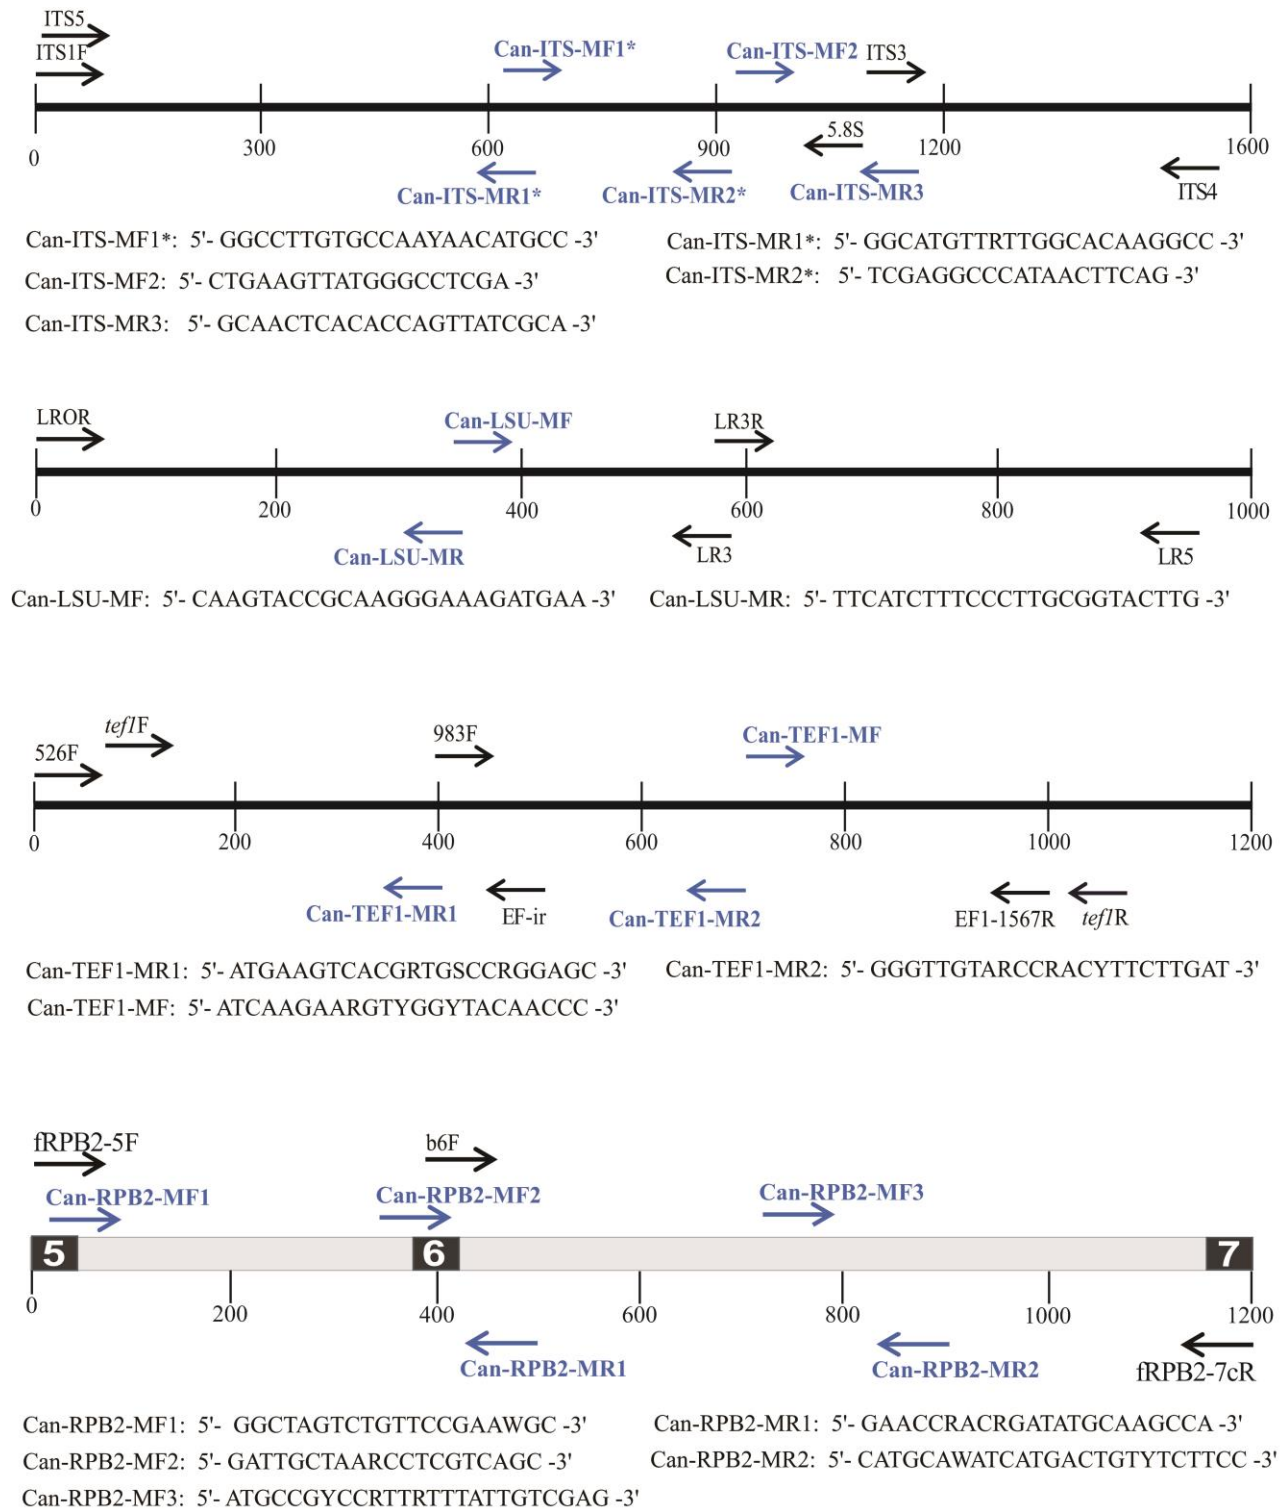 ITS5
ITS1F
Can-ITS-MF1*
Can-ITS-MF2 ITS3
5.8S
0 300 600 900 1200 1600
Can-ITS-MR1* Can-ITS-MR2* Can-ITS-MR3 ITS4
Can-ITS-MF1*: 5'- GGCCTTGTGCCAAYAACATGCC -3' Can-ITS-MR1*: 5'- GGCATGTTRTTGGCACAAGGCC -3'
Can-ITS-MF2: 5'- CTGAAGTTATGGGCCTCGA -3' Can-ITS-MR2*: 5'- TCGAGGCCCATAACTTCAG -3'
Can-ITS-MR3: 5'- GCAACTCACACCAGTTATCGCA -3'
LROR Can-LSU-MF LR3R
0 200 400 600 800 1000
Can-LSU-MR LR3 LR5
Can-LSU-MF: 5'- CAAGTACCGCAAGGGAAAGATGAA -3' Can-LSU-MR: 5'- TTCATCTTTCCCTTGCGGTACTTG -3'
tef1F
526F 983F Can-TEF1-MF
0 200 400 600 800 1000 1200
Can-TEF1-MR1 EF-ir Can-TEF1-MR2 EF1-1567R tef1R
Can-TEF1-MR1: 5'- ATGAAGTCACGRTGSCCRGGAGC -3' Can-TEF1-MR2: 5'- GGGTTGTARCCRACYTTCTTGAT -3'
Can-TEF1-MF: 5'- ATCAAGAARGTYGGYTACAACCC -3'
fRPB2-5F b6F
Can-RPB2-MF1 Can-RPB2-MF2 Can-RPB2-MF3
5 6 7
0 200 400 600 800 1000 1200
Can-RPB2-MR1 Can-RPB2-MR2 fRPB2-7cR
Can-RPB2-MF1: 5'- GGCTAGTCTGTTCCGAAWGC -3' Can-RPB2-MR1: 5'- GAACCRACRGATATGCAAGCCA -3'
Can-RPB2-MF2: 5'- GATTGCTAARCCTCGTCAGC -3' Can-RPB2-MR2: 5'- CATGCAWATCATGACTGTYTCTTCC -3'
Can-RPB2-MF3: 5'- ATGCCGYCCRTTRTTTATTGTCGAG -3'